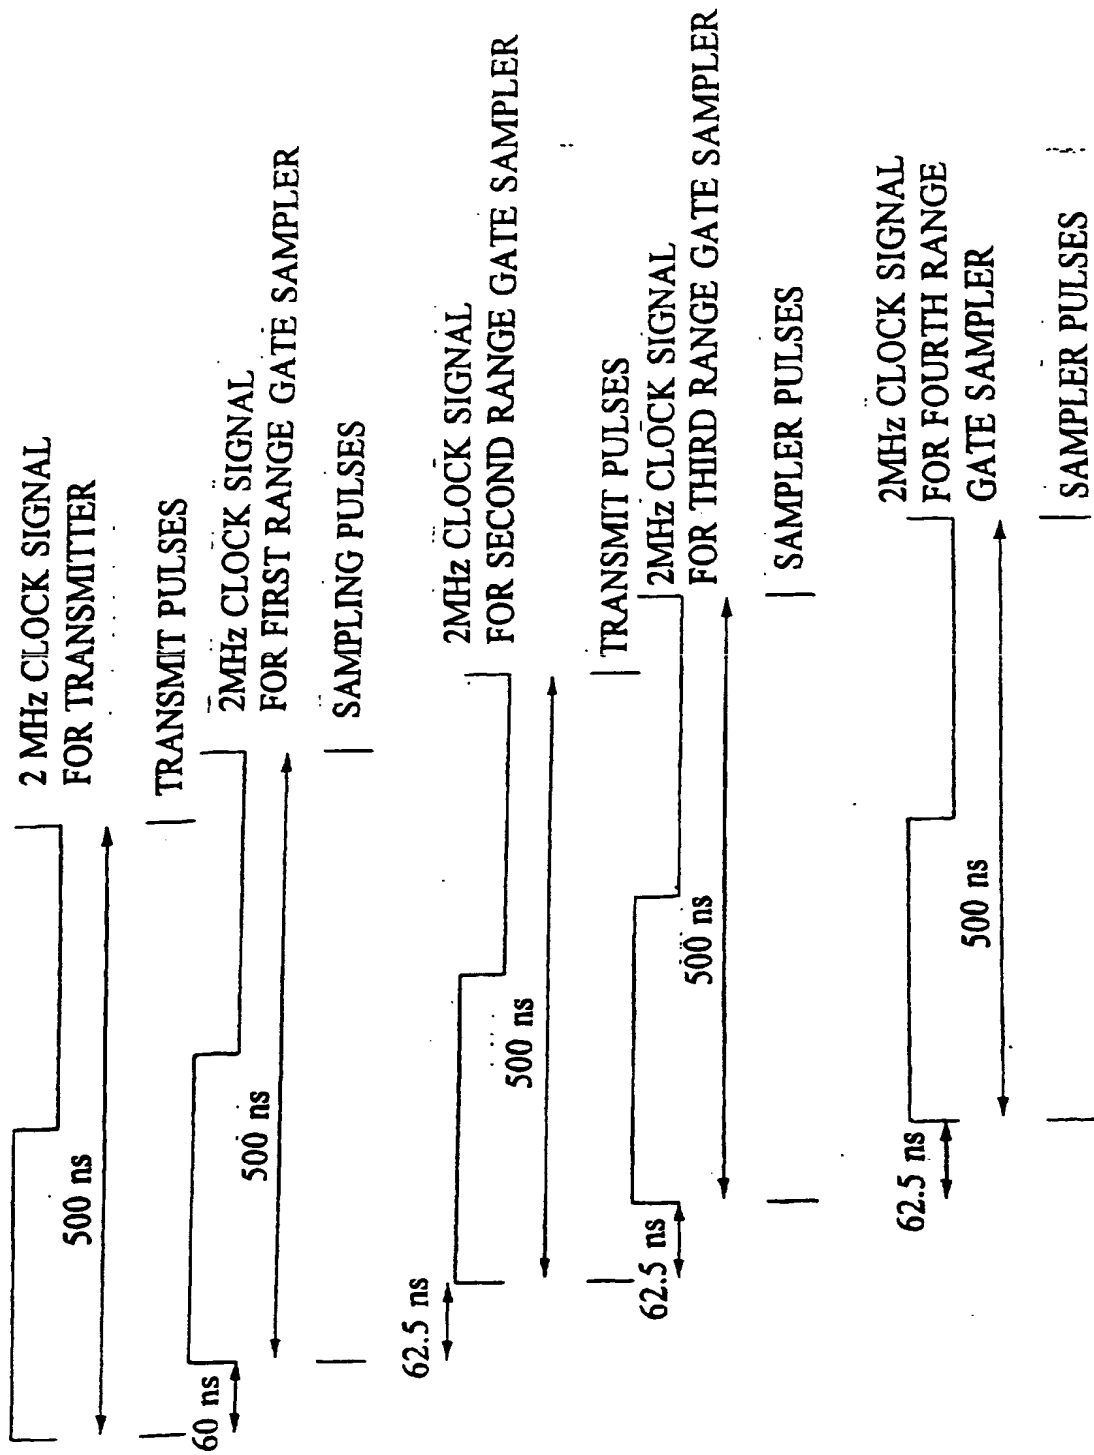 2 MHz CLOCK SIGNAL
FOR TRANSMITTER
500 ns
TRANSMIT PULSES
60 ns
2MHz CLOCK SIGNAL
FOR FIRST RANGE GATE SAMPLER
500 ns
SAMPLING PULSES
62.5 ns
2MHz CLOCK SIGNAL
FOR SECOND RANGE GATE SAMPLER
500 ns
TRANSMIT PULSES
62.5 ns
2MHz CLOCK SIGNAL
FOR THIRD RANGE GATE SAMPLER
500 ns
SAMPLER PULSES
62.5 ns
2MHz CLOCK SIGNAL
FOR FOURTH RANGE
GATE SAMPLER
500 ns
SAMPLER PULSES